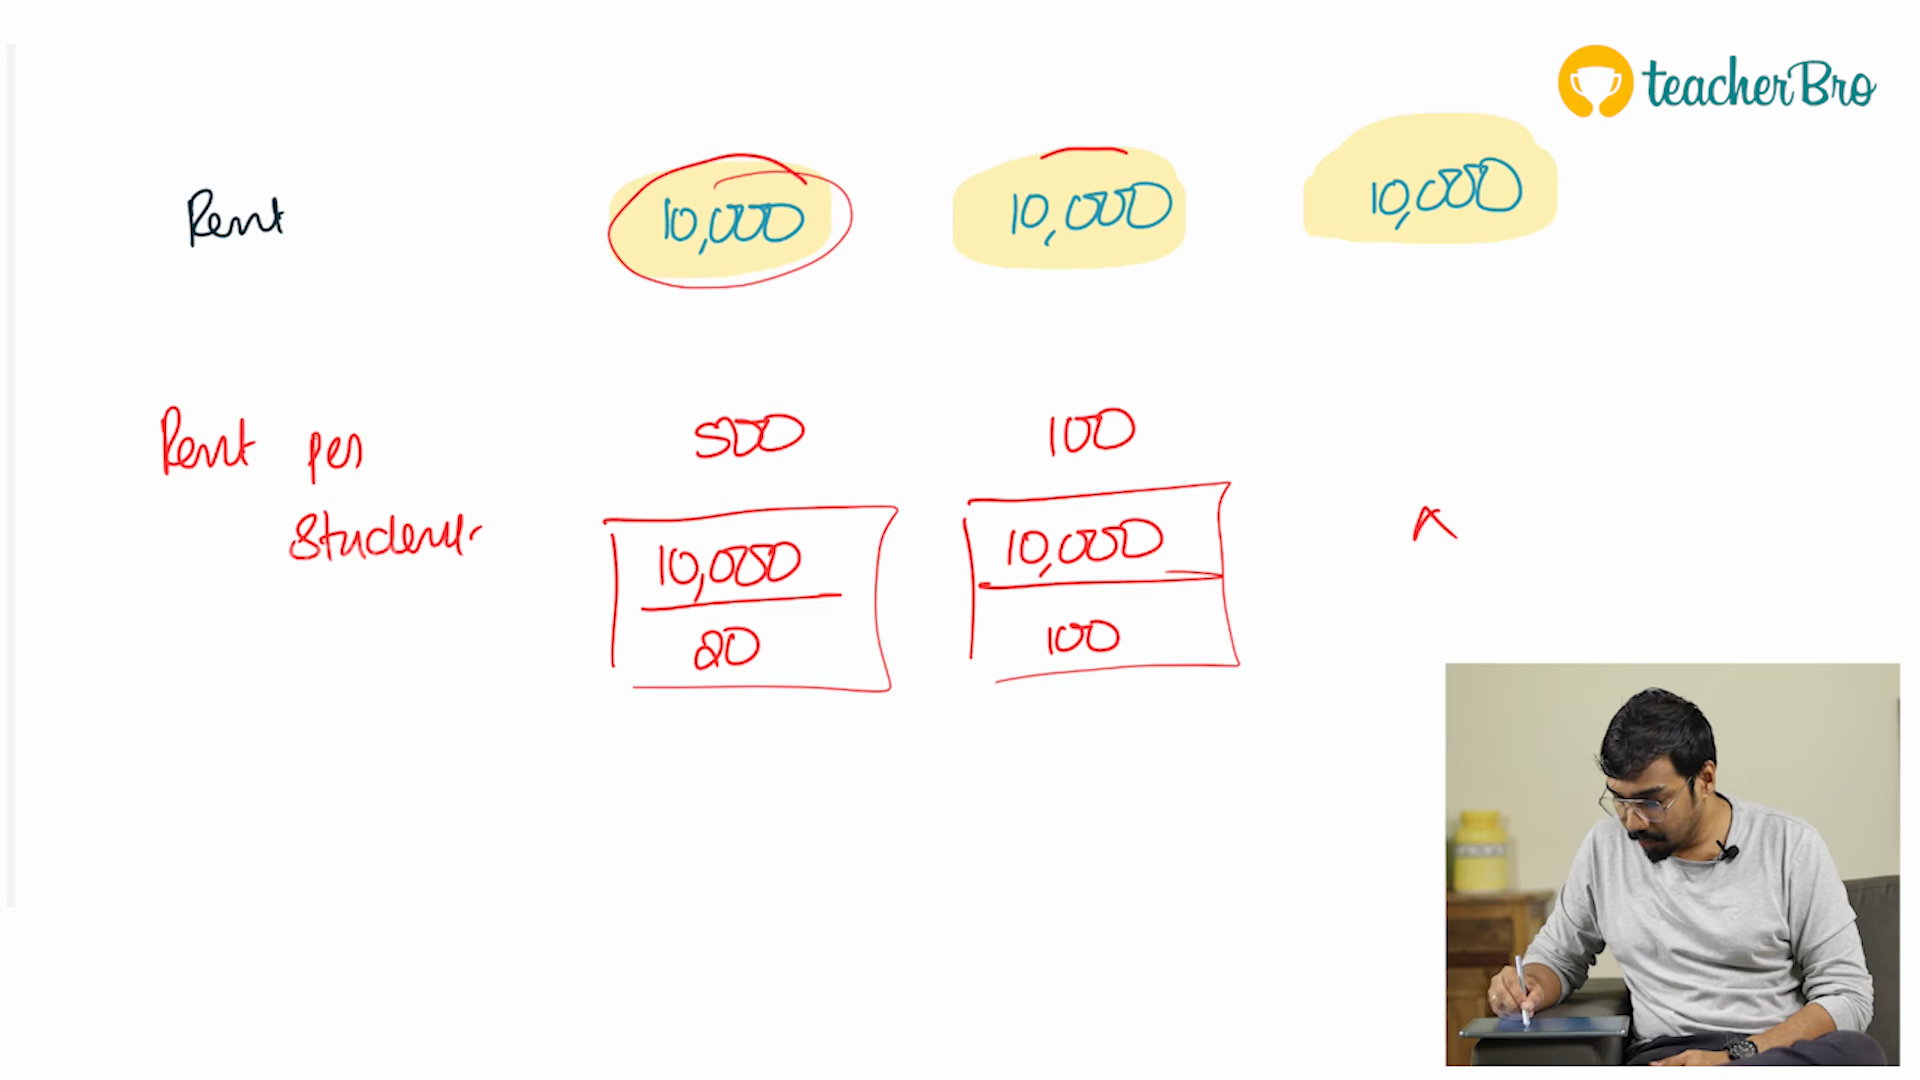 teacherBro
Rent 10,000 10,000 10,000
Rent per 500 100
Student
10,000 10,000
20 100